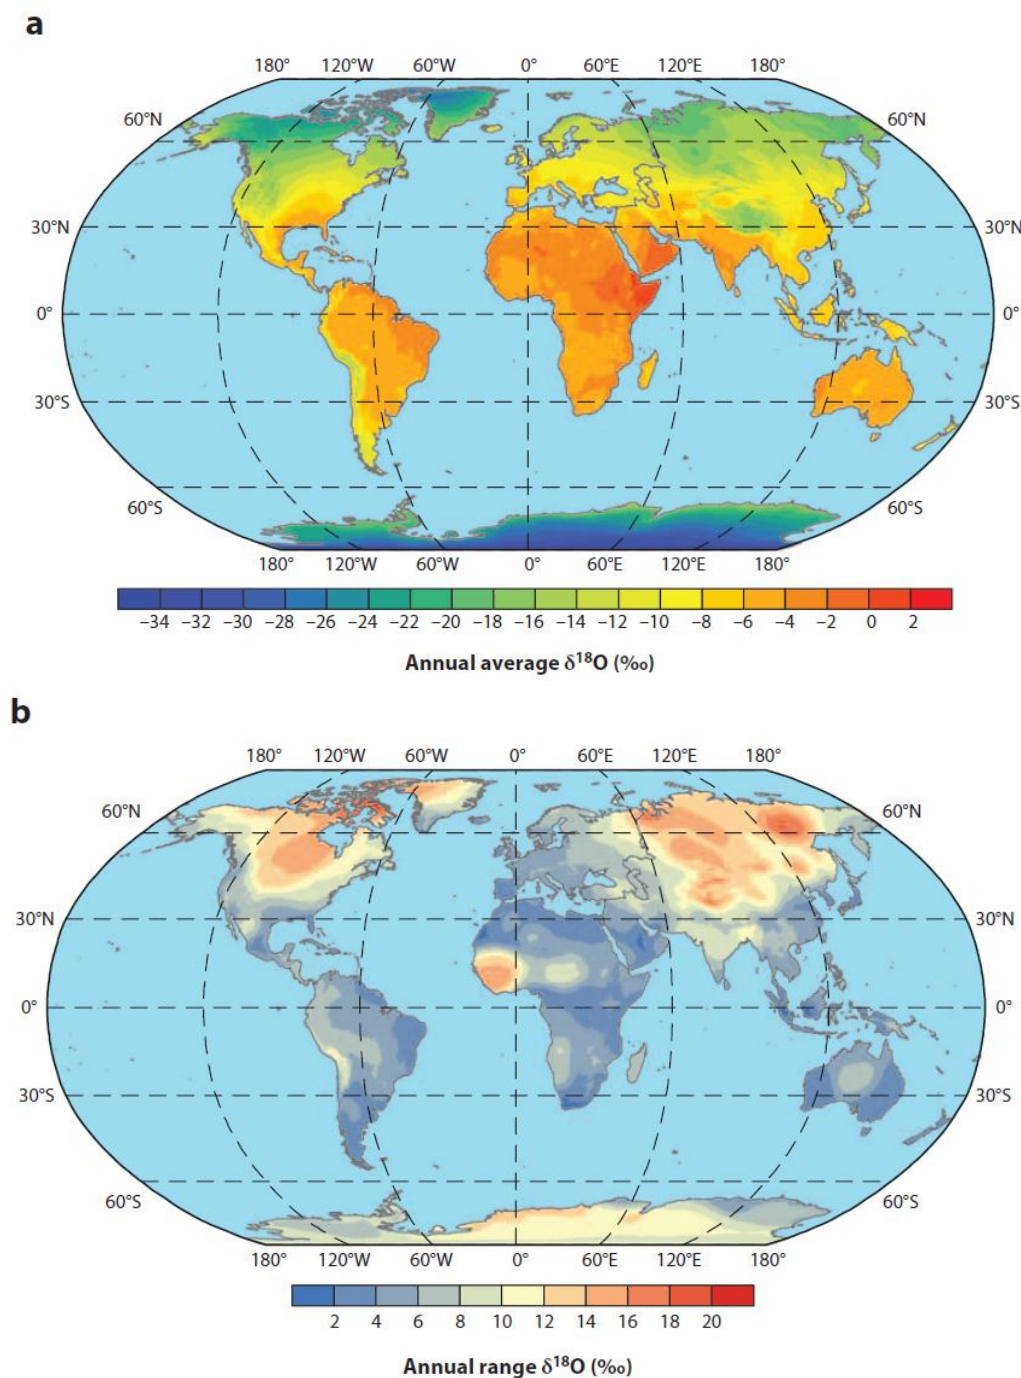 a
180° 120°W 60°W 0° 60°E 120°E 180°
60°N 60°N
30°N 30°N
0° 0°
30°S 30°S
60°S 60°S
180° 120°W 60°W 0° 60°E 120°E 180°
–34 –32 –30 –28 –26 –24 –22 –20 –18 –16 –14 –12 –10 –8 –6 –4 –2 0 2
Annual average δ¹⁸O (‰)
b
180° 120°W 60°W 0° 60°E 120°E 180°
60°N 60°N
30°N 30°N
0° 0°
30°S 30°S
60°S 60°S
180° 120°W 60°W 0° 60°E 120°E 180°
2 4 6 8 10 12 14 16 18 20
Annual range δ¹⁸O (‰)